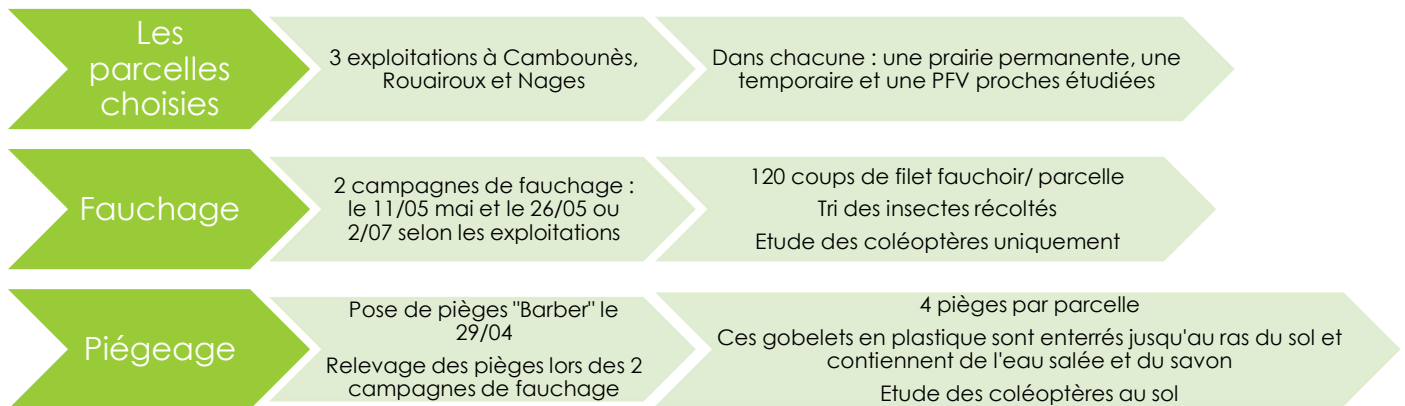 Les
parcelles
choisies
3 exploitations à Cambounès,
Rouairoux et Nages
Dans chacune : une prairie permanente, une
temporaire et une PFV proches étudiées
Fauchage
2 campagnes de fauchage :
le 11/05 mai et le 26/05 ou
2/07 selon les exploitations
120 coups de filet fauchoir/ parcelle
Tri des insectes récoltés
Etude des coléoptères uniquement
Piégeage
Pose de pièges "Barber" le
29/04
Relevage des pièges lors des 2
campagnes de fauchage
4 pièges par parcelle
Ces gobelets en plastique sont enterrés jusqu'au ras du sol et
contiennent de l'eau salée et du savon
Etude des coléoptères au sol